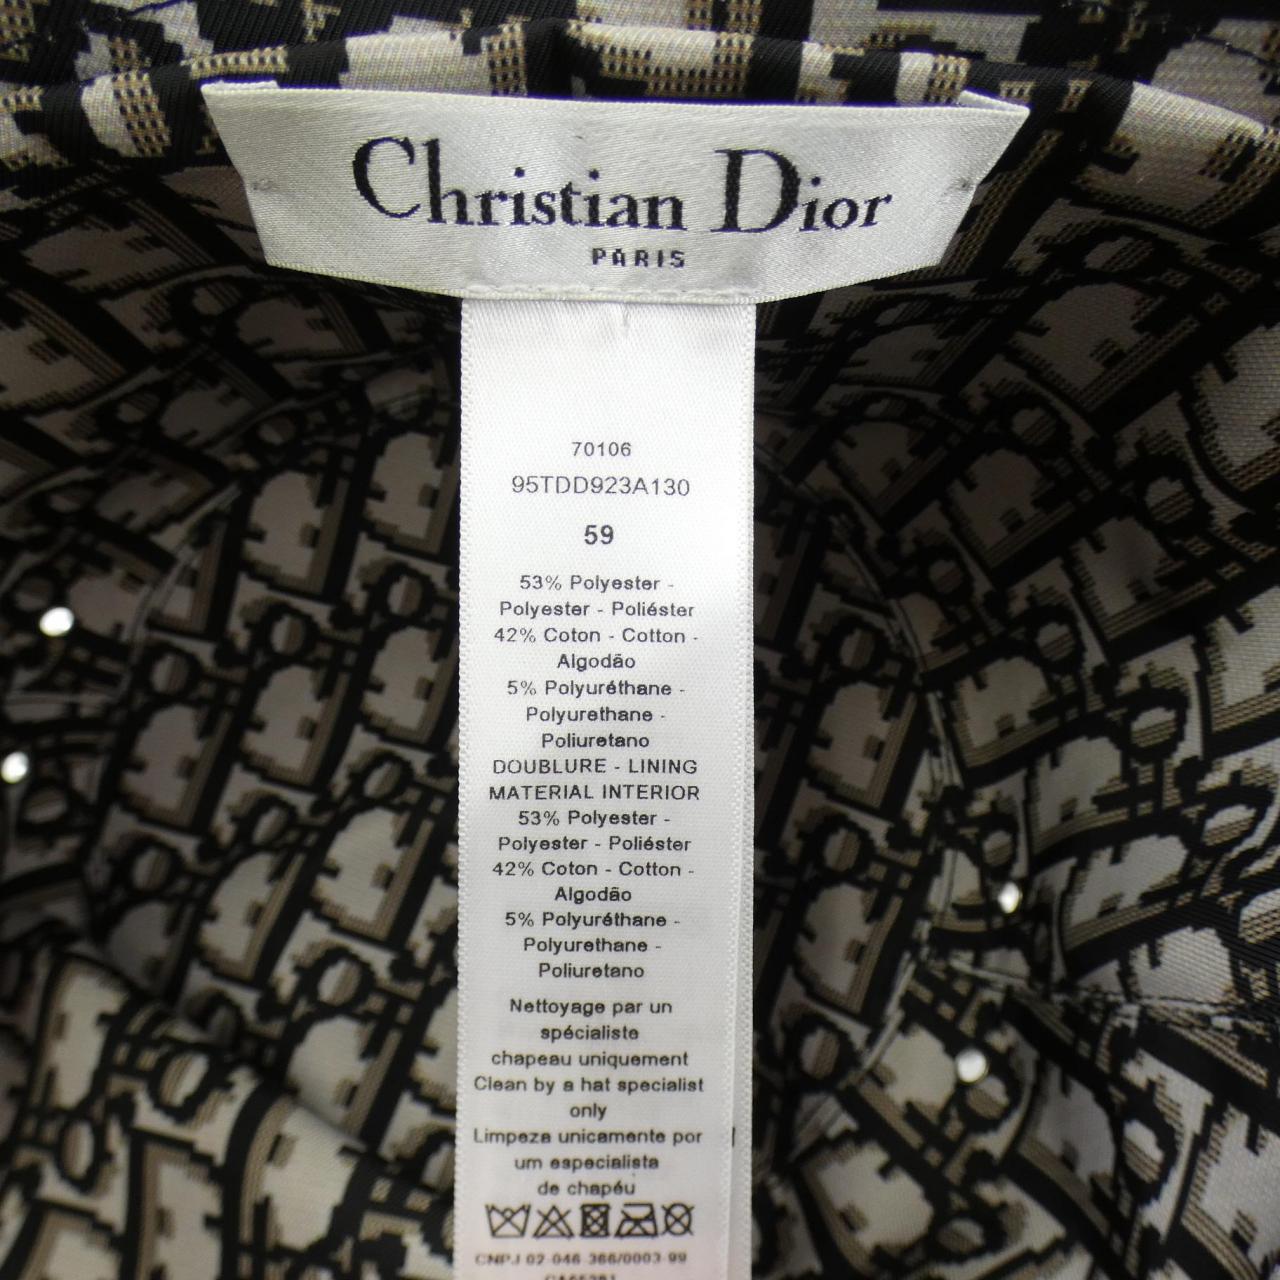 Christian Dior
PARIS
70106
95TDD923A130
59
53% Polyester -
Polyester - Poliéster
42% Coton - Cotton -
Algodão
5% Polyuréthane -
Polyurethane -
Poliuretano
DOUBLURE - LINING
MATERIAL INTERIOR
53% Polyester -
Polyester - Poliéster
42% Coton - Cotton -
Algodão
5% Polyuréthane -
Polyurethane -
Poliuretano
Nettoyage par un
spécialiste
chapeau uniquement
Clean by a hat specialist
only
Limpeza unicamente por
um especialista
de chapéu
CNPJ 02-046 366/0003-99